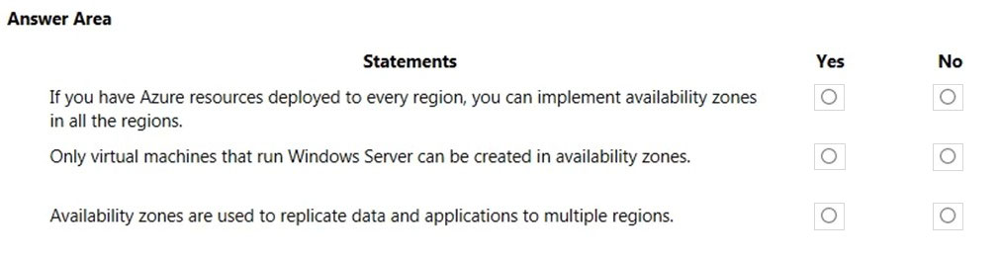 Answer Area
Statements Yes No
If you have Azure resources deployed to every region, you can implement availability zones
in all the regions.
Only virtual machines that run Windows Server can be created in availability zones.
Availability zones are used to replicate data and applications to multiple regions.